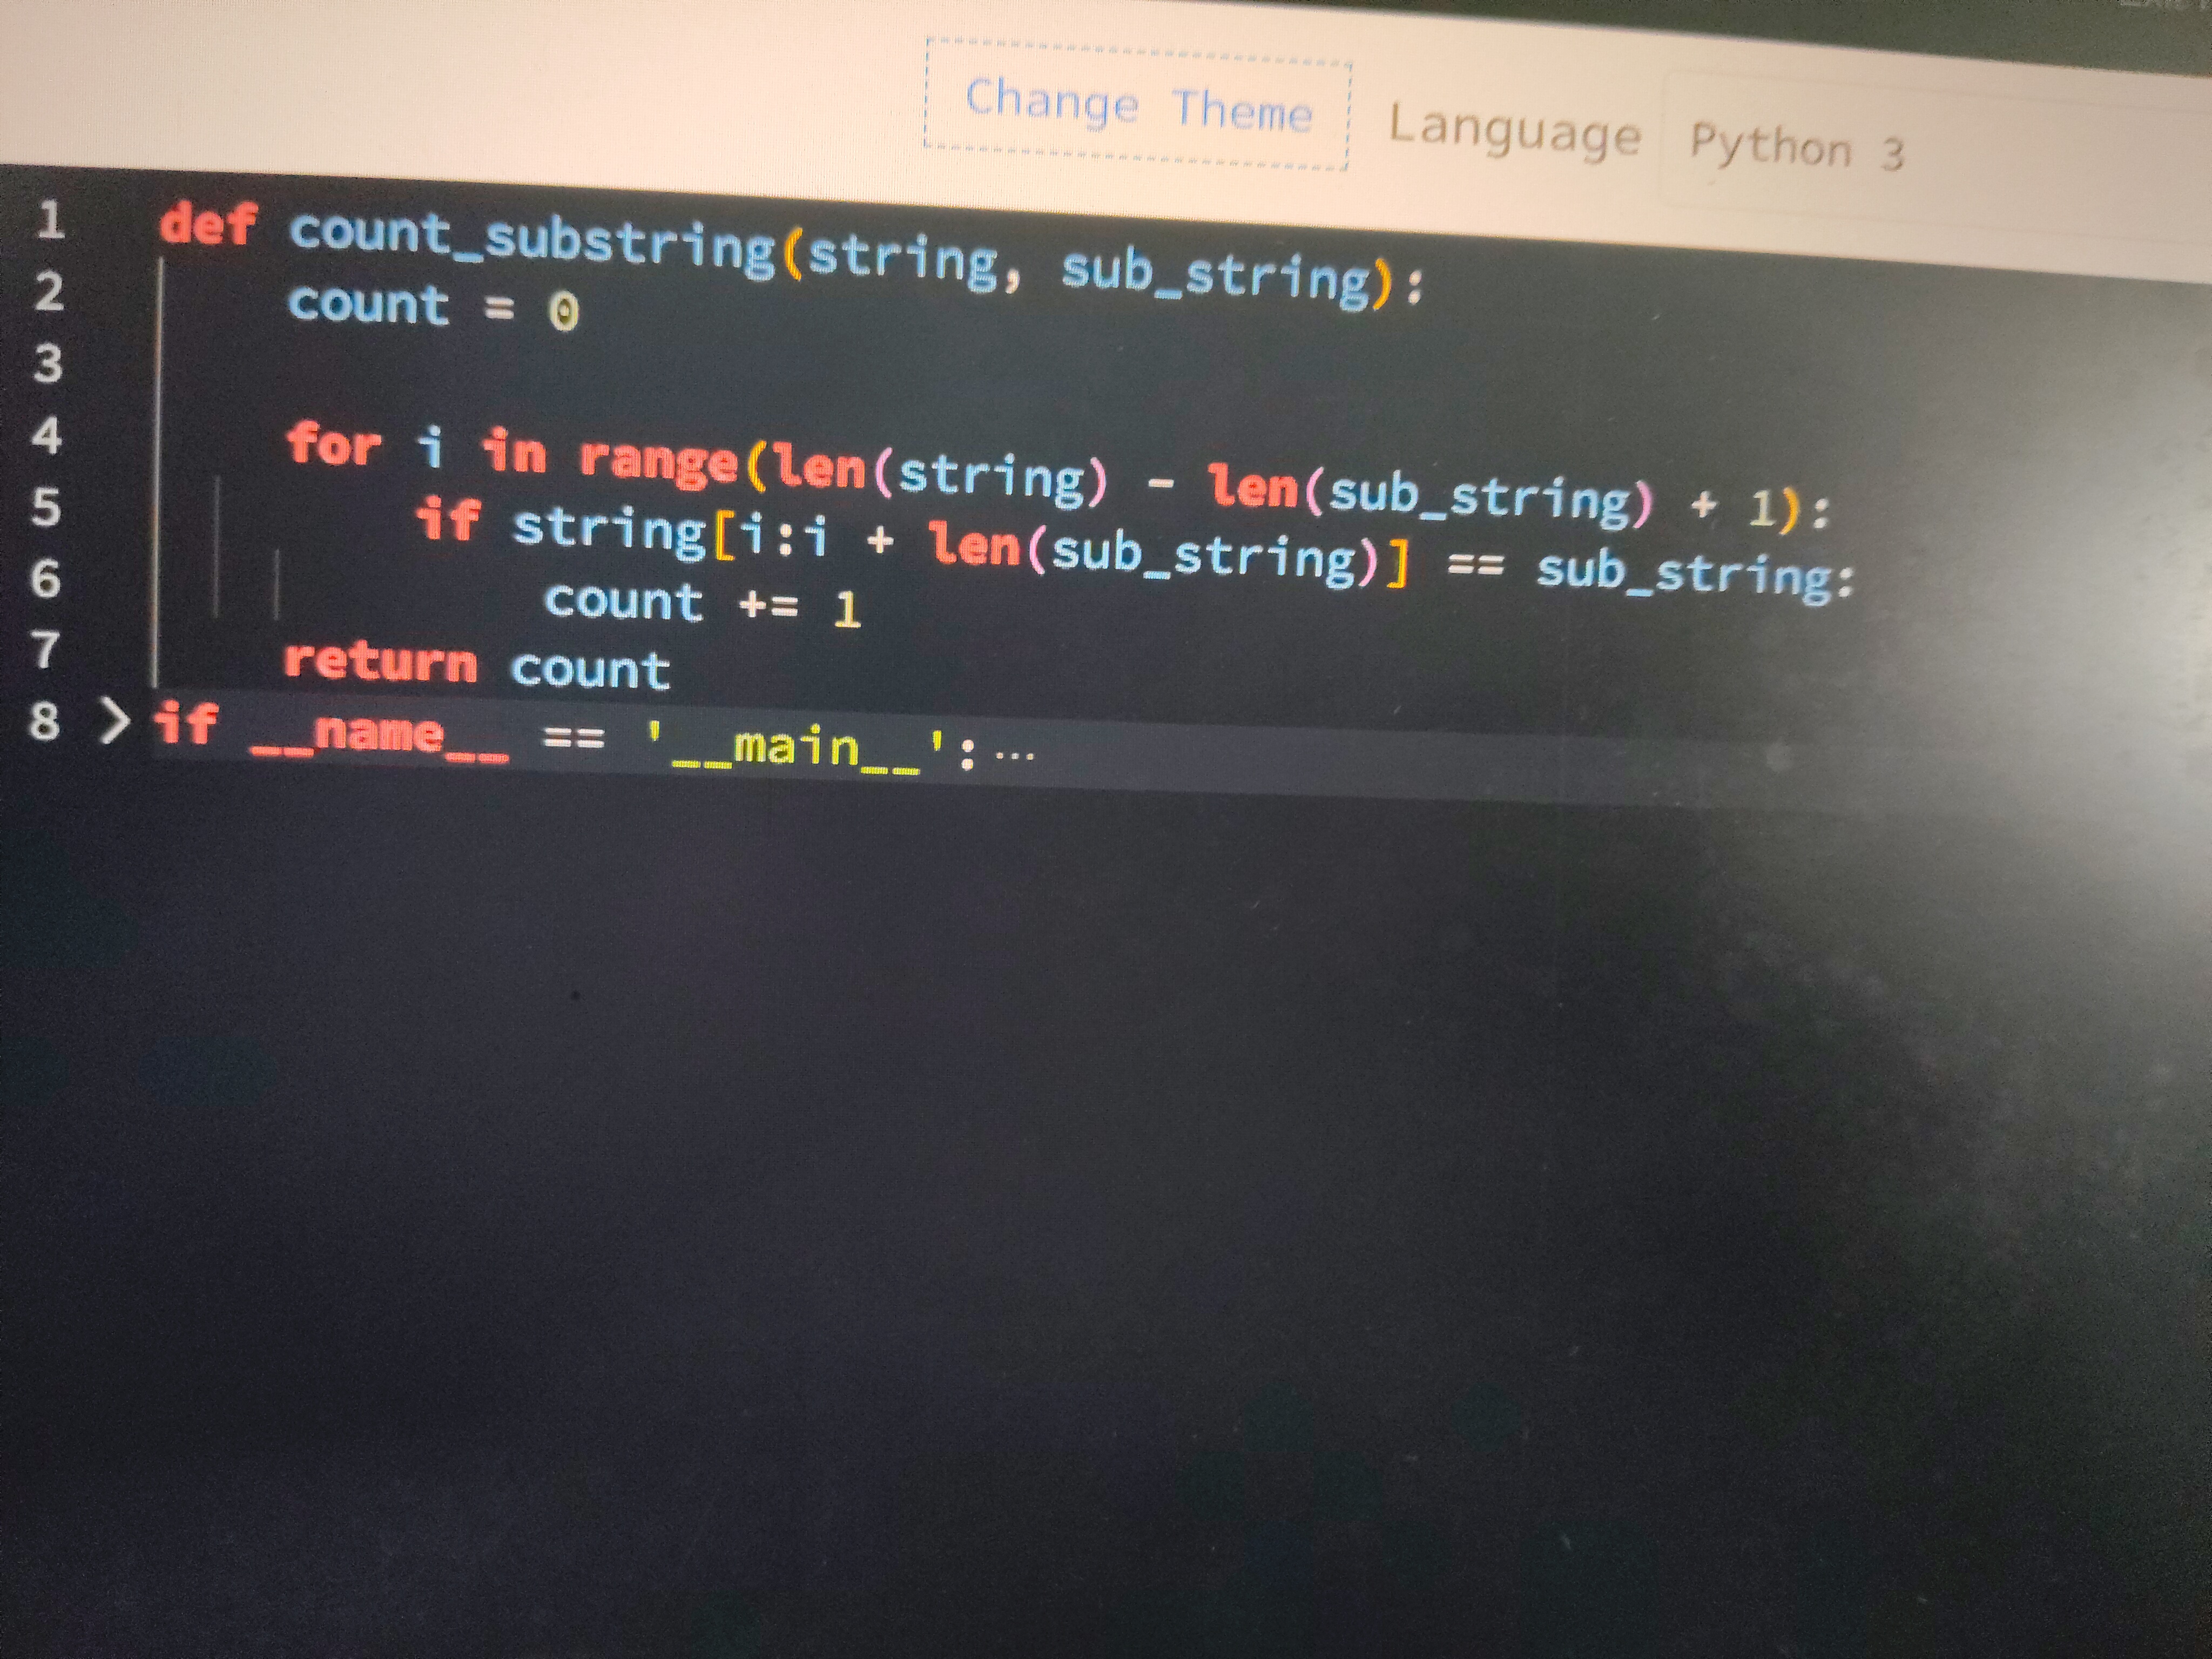 Change Theme Language Python 3
1 def count_substring(string, sub_string):
2     count = 0
3
4     for i in range(len(string) - len(sub_string) + 1):
5         if string[i:i + len(sub_string)] == sub_string:
6             count += 1
7     return count
8 > if __name__ == '__main__':...